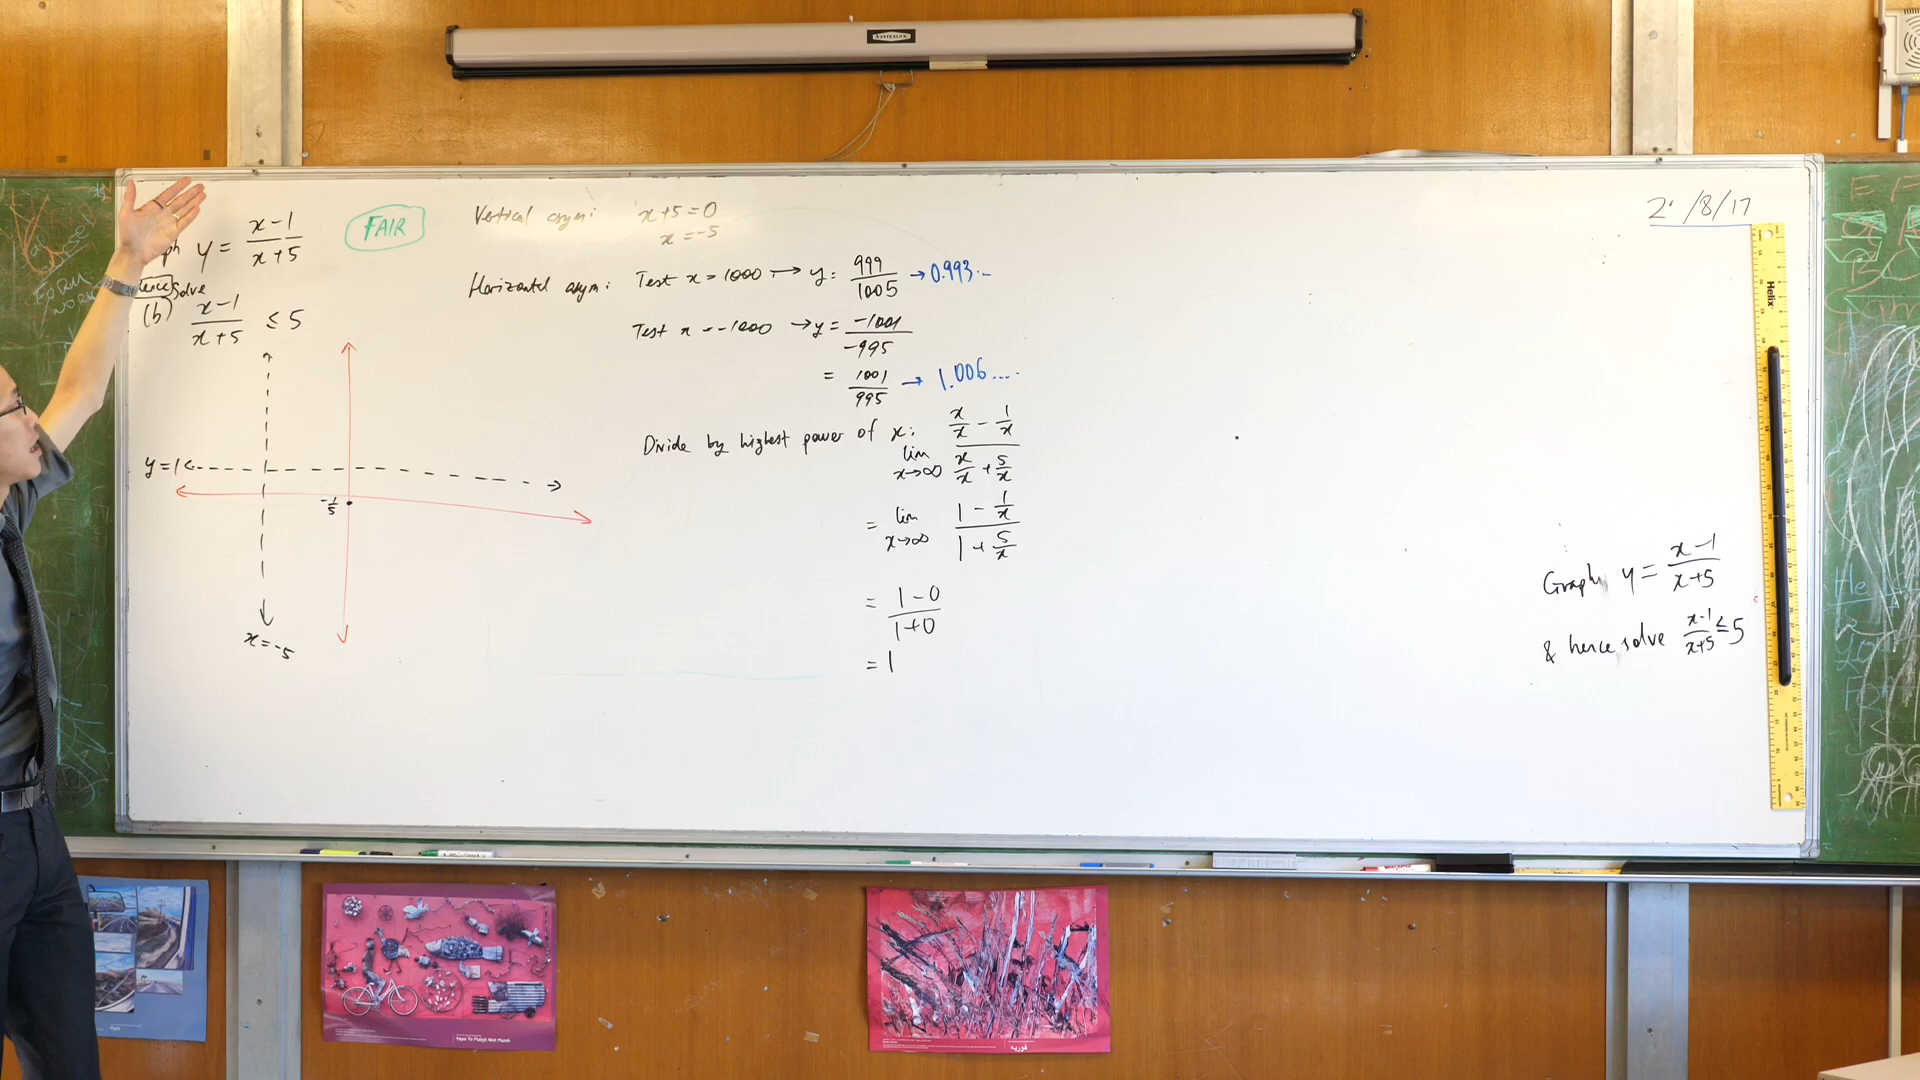 Graph y = (x-1)/(x+5)
Hence solve
(b) (x-1)/(x+5) ≤ 5
FAIR
Vertical asym: x+5=0
x=-5
Horizontal asym: Test x = 1000 → y = 999/1005 → 0.993...
Test x = -1000 → y = -1001/-995
= 1001/995 → 1.006....
Divide by highest power of x: lim x→∞ (x/x - 1/x)/(x/x + 5/x)
= lim x→∞ (1 - 1/x)/(1 + 5/x)
= (1-0)/(1+0)
= 1
y=1
-1/5
x=-5
/8/17
Graph y = (x-1)/(x+5)
& hence solve (x-1)/(x+5) ≤ 5
Helix